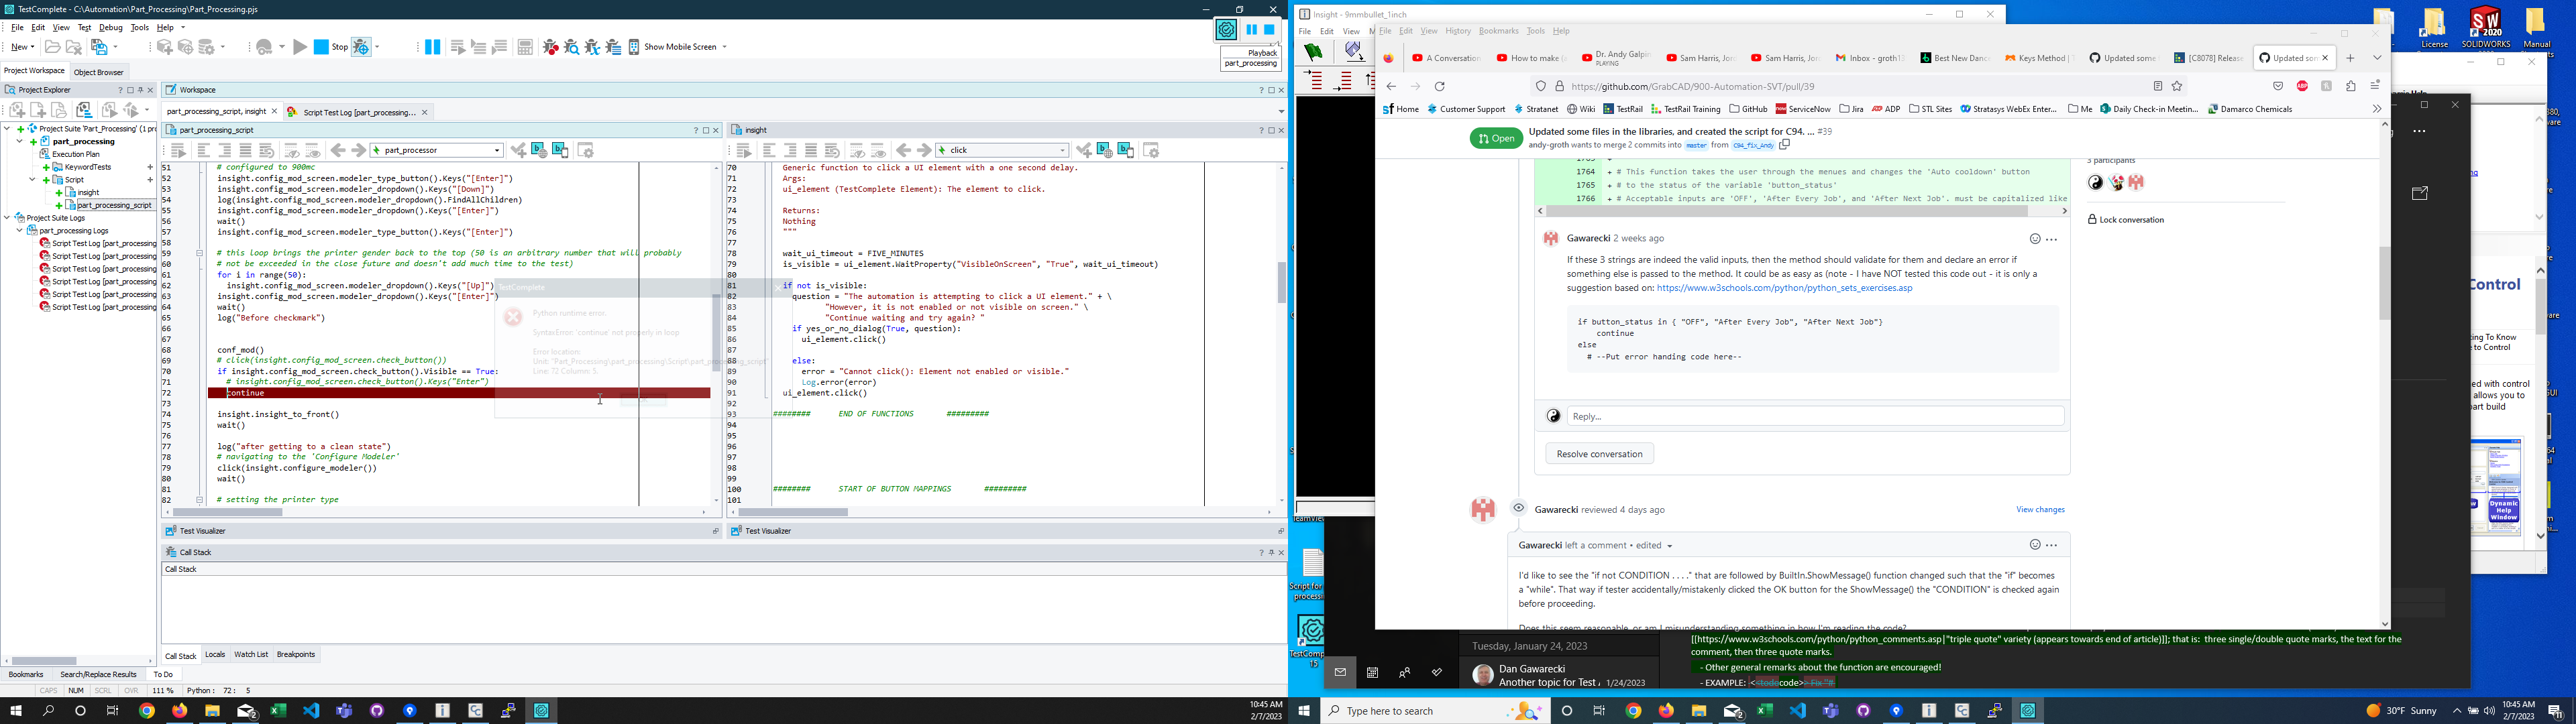 TestComplete - C:\Automation\Part_Processing\Part_Processing.pjs
File Edit View Test Debug Tools Help
New
Stop
Show Mobile Screen
Playback
part_processing
Project Workspace Object Browser
Project Explorer
Project Suite 'Part_Processing' (1 pro
part_processing
Execution Plan
KeywordTests
Script
insight
part_processing_script
Project Suite Logs
part_processing Logs
Script Test Log [part_processing
Script Test Log [part_processing
Script Test Log [part_processing
Script Test Log [part_processing
Script Test Log [part_processing
Script Test Log [part_processing
Workspace
part_processing_script, insight
Script Test Log [part_processing...
part_processing_script
part_processor
51 # configured to 900mc
52 insight.config_mod_screen.modeler_type_button().Keys("[Enter]")
53 insight.config_mod_screen.modeler_dropdown().Keys("[Down]")
54 log(insight.config_mod_screen.modeler_dropdown().FindAllChildren)
55 insight.config_mod_screen.modeler_dropdown().Keys("[Enter]")
56 wait()
57 insight.config_mod_screen.modeler_type_button().Keys("[Enter]")
58
59 # this loop brings the printer gender back to the top (50 is an arbitrary number that will probably
60 # not be exceeded in the close future and doesn't add much time to the test)
61 for i in range(50):
62 insight.config_mod_screen.modeler_dropdown().Keys("[Up]")
63 insight.config_mod_screen.modeler_dropdown().Keys("[Enter]")
64 wait()
65 log("Before checkmark")
66
67
68 conf_mod()
69 # click(insight.config_mod_screen.check_button())
70 if insight.config_mod_screen.check_button().Visible == True:
71 # insight.config_mod_screen.check_button().Keys("Enter")
72 continue
73
74 insight.insight_to_front()
75 wait()
76
77 log("after getting to a clean state")
78 # navigating to the 'Configure Modeler'
79 click(insight.configure_modeler())
80 wait()
81
82 # setting the printer type
TestComplete
Python runtime error.
SyntaxError: 'continue' not properly in loop
Error location:
Unit: "Part_Processing\part_processing\Script\part_processing_script"
Line: 72 Column: 5.
insight
click
70 Generic function to click a UI element with a one second delay.
71 Args:
72 ui_element (TestComplete Element): The element to click.
73
74 Returns:
75 Nothing
76 """
77
78 wait_ui_timeout = FIVE_MINUTES
79 is_visible = ui_element.WaitProperty("VisibleOnScreen", "True", wait_ui_timeout)
80
81 if not is_visible:
82 question = "The automation is attempting to click a UI element." + \
83 "However, it is not enabled or not visible on screen." \
84 "Continue waiting and try again? "
85 if yes_or_no_dialog(True, question):
86 ui_element.click()
87
88 else:
89 error = "Cannot click(): Element not enabled or visible."
90 Log.error(error)
91 ui_element.click()
92
93 ######## END OF FUNCTIONS #########
94
95
96
97
98
99
100 ######## START OF BUTTON MAPPINGS #########
101
Test Visualizer
Test Visualizer
Call Stack
Call Stack
Call Stack Locals Watch List Breakpoints
Bookmarks Search/Replace Results To Do
CAPS NUM SCRL OVR 111 % Python : 72 : 5
10:45 AM
2/7/2023
Insight - 9mmbullet_1inch
File Edit View
File Edit View History Bookmarks Tools Help
A Conversation
How to make (
Dr. Andy Galpin
PLAYING
Sam Harris, Jor
Sam Harris, Jor
Inbox - groth12
Best New Danc
Keys Method | T
Updated some
[C8078] Release
Updated som
https://github.com/GrabCAD/900-Automation-SVT/pull/39
Home Customer Support Stratanet Wiki TestRail TestRail Training GitHub ServiceNow Jira ADP STL Sites Stratasys WebEx Enter... Me Daily Check-in Meetin... Damarco Chemicals
Open
Updated some files in the libraries, and created the script for C94. ... #39
andy-groth wants to merge 2 commits into master from C94_fix_Andy
1764 + # This function takes the user through the menues and changes the 'Auto cooldown' button
1765 + # to the status of the variable 'button_status'
1766 + # Acceptable inputs are 'OFF', 'After Every Job', and 'After Next Job'. must be capitalized like
3 participants
Lock conversation
Gawarecki 2 weeks ago
If these 3 strings are indeed the valid inputs, then the method should validate for them and declare an error if
something else is passed to the method. It could be as easy as (note - I have NOT tested this code out - it is only a
suggestion based on: https://www.w3schools.com/python/python_sets_exercises.asp
if button_status in { "OFF", "After Every Job", "After Next Job"}
continue
else
# --Put error handing code here--
Reply...
Resolve conversation
Gawarecki reviewed 4 days ago
View changes
Gawarecki left a comment • edited
I'd like to see the "if not CONDITION . . . ." that are followed by BuiltIn.ShowMessage() function changed such that the "if" becomes
a "while". That way if tester accidentally/mistakenly clicked the OK button for the ShowMessage() the "CONDITION" is checked again
before proceeding.
Does this seem reasonable, or am I misunderstanding something in how I'm reading the code?
[[https://www.w3schools.com/python/python_comments.asp|"triple quote" variety (appears towards end of article)]]; that is: three single/double quote marks, the text for the
comment, then three quote marks.
- Other general remarks about the function are encouraged!
- EXAMPLE:
Tuesday, January 24, 2023
Dan Gawarecki
Another topic for Test 1/24/2023
License
SOLIDWORKS
2020
Manual
Control
ting To Know
e to Control
ed with control
allows you to
art build
Dynamic
Help
Window
Script for
processin
TestComp
15
Type here to search
30°F Sunny
10:45 AM
2/7/2023